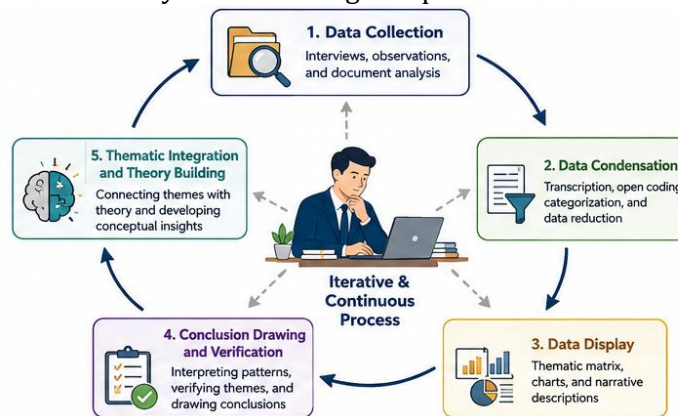 1. Data Collection
Interviews, observations,
and document analysis
2. Data Condensation
Transcription, open coding
categorization, and
data reduction
3. Data Display
Thematic matrix,
charts, and narrative
descriptions
4. Conclusion Drawing
and Verification
Interpreting patterns,
verifying themes, and
drawing conclusions
5. Thematic Integration
and Theory Building
Connecting themes with
theory and developing
conceptual insights
Iterative &
Continuous
Process